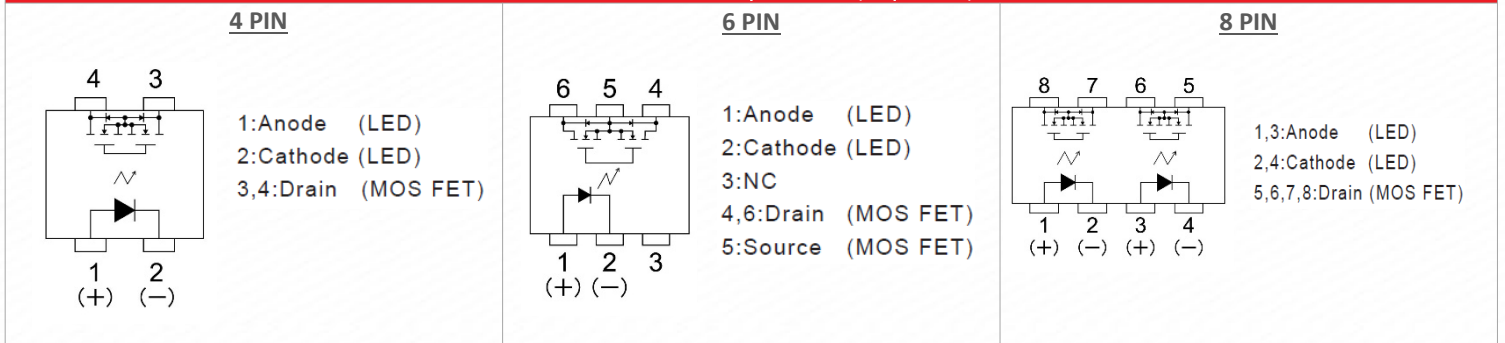 4 PIN
4 3
1:Anode (LED)
2:Cathode (LED)
3,4:Drain (MOS FET)
1 2
(+) (−)
6 PIN
6 5 4
1:Anode (LED)
2:Cathode (LED)
3:NC
4,6:Drain (MOS FET)
5:Source (MOS FET)
1 2 3
(+) (−)
8 PIN
8 7 6 5
1,3:Anode (LED)
2,4:Cathode (LED)
5,6,7,8:Drain (MOS FET)
1 2 3 4
(+) (−) (+) (−)